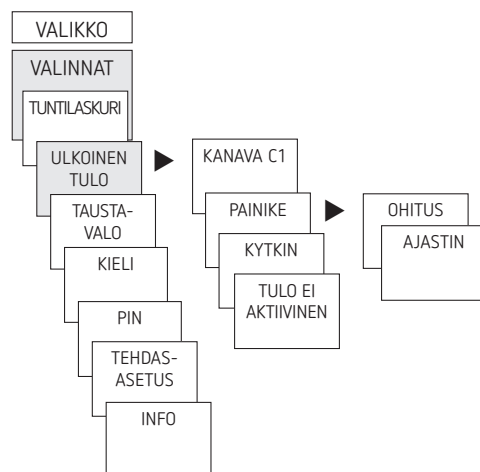 VALIKKO
VALINNAT
TUNTILASKURI
ULKOINEN
TULO
TAUSTA-
VALO
KIELI
PIN
TEHDAS-
ASETUS
INFO
KANAVA C1
PAINIKE
KYTKIN
TULO EI
AKTIIVINEN
OHITUS
AJASTIN